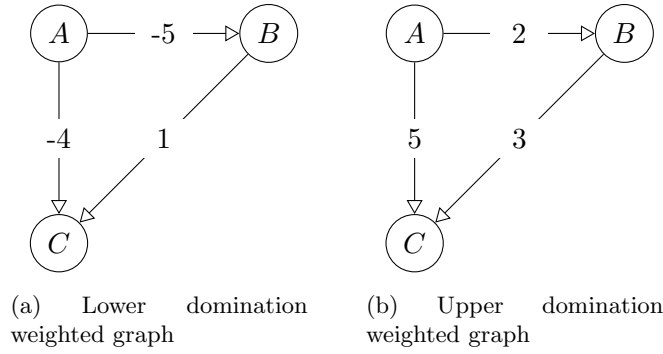 A -5 B
-4 1
C
(a) Lower domination
weighted graph
A 2 B
5 3
C
(b) Upper domination
weighted graph